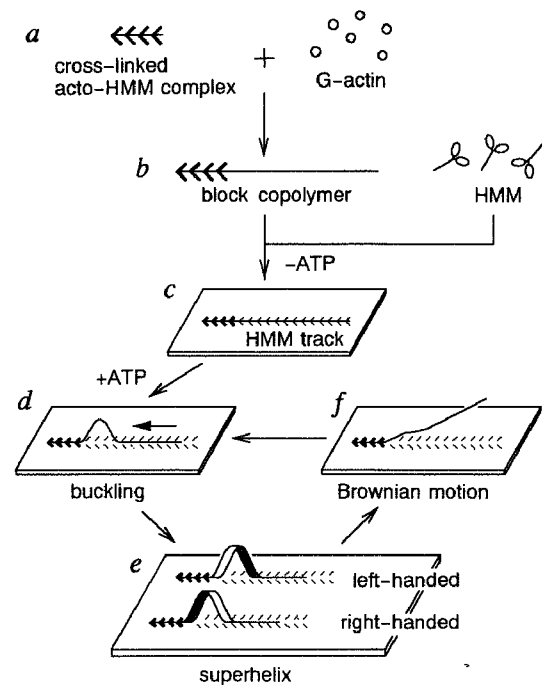 a
cross-linked
acto-HMM complex
+
G-actin
b
block copolymer
HMM
-ATP
c
HMM track
+ATP
d
f
buckling
Brownian motion
e
left-handed
right-handed
superhelix